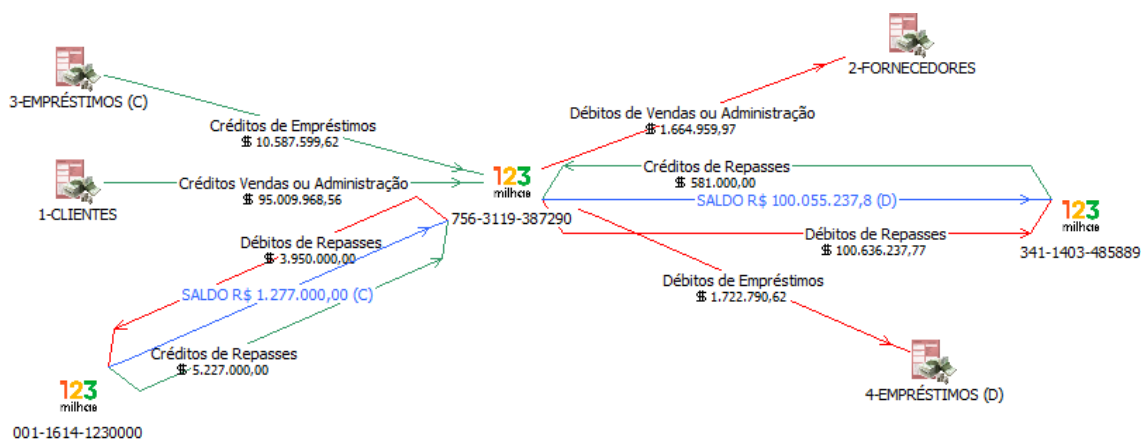 2-FORNECEDORES
3-EMPRÉSTIMOS (C)
Débitos de Vendas ou Administração
$ 1.664.959,97
Créditos de Empréstimos
$ 10.587.599,62
Créditos de Repasses
$ 581.000,00
123
milhas
Créditos Vendas ou Administração
$ 95.009.968,56
SALDO R$ 100.055.237,8 (D)
1-CLIENTES
756-3119-387290
123
milhas
Débitos de Repasses
$ 3.950.000,00
Débitos de Repasses
$ 100.636.237,77
341-1403-485889
Débitos de Empréstimos
$ 1.722.790,62
SALDO R$ 1.277.000,00 (C)
Créditos de Repasses
$ 5.227.000,00
123
milhas
4-EMPRÉSTIMOS (D)
001-1614-1230000